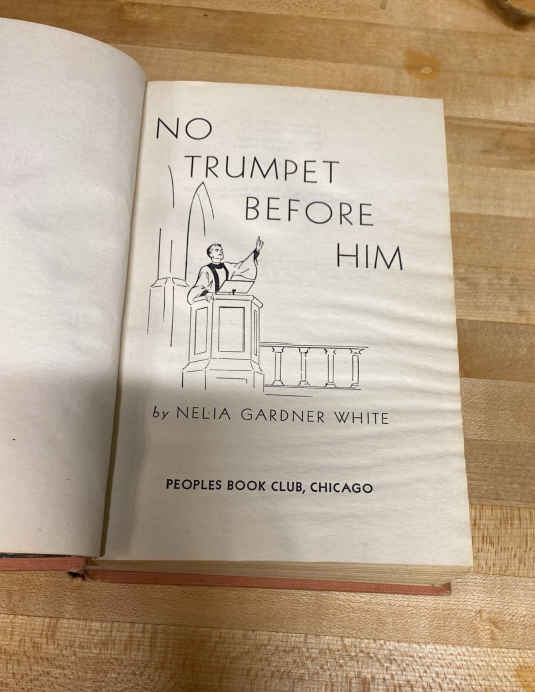 NO
TRUMPET
BEFORE
HIM
by NELIA GARDNER WHITE
PEOPLES BOOK CLUB, CHICAGO